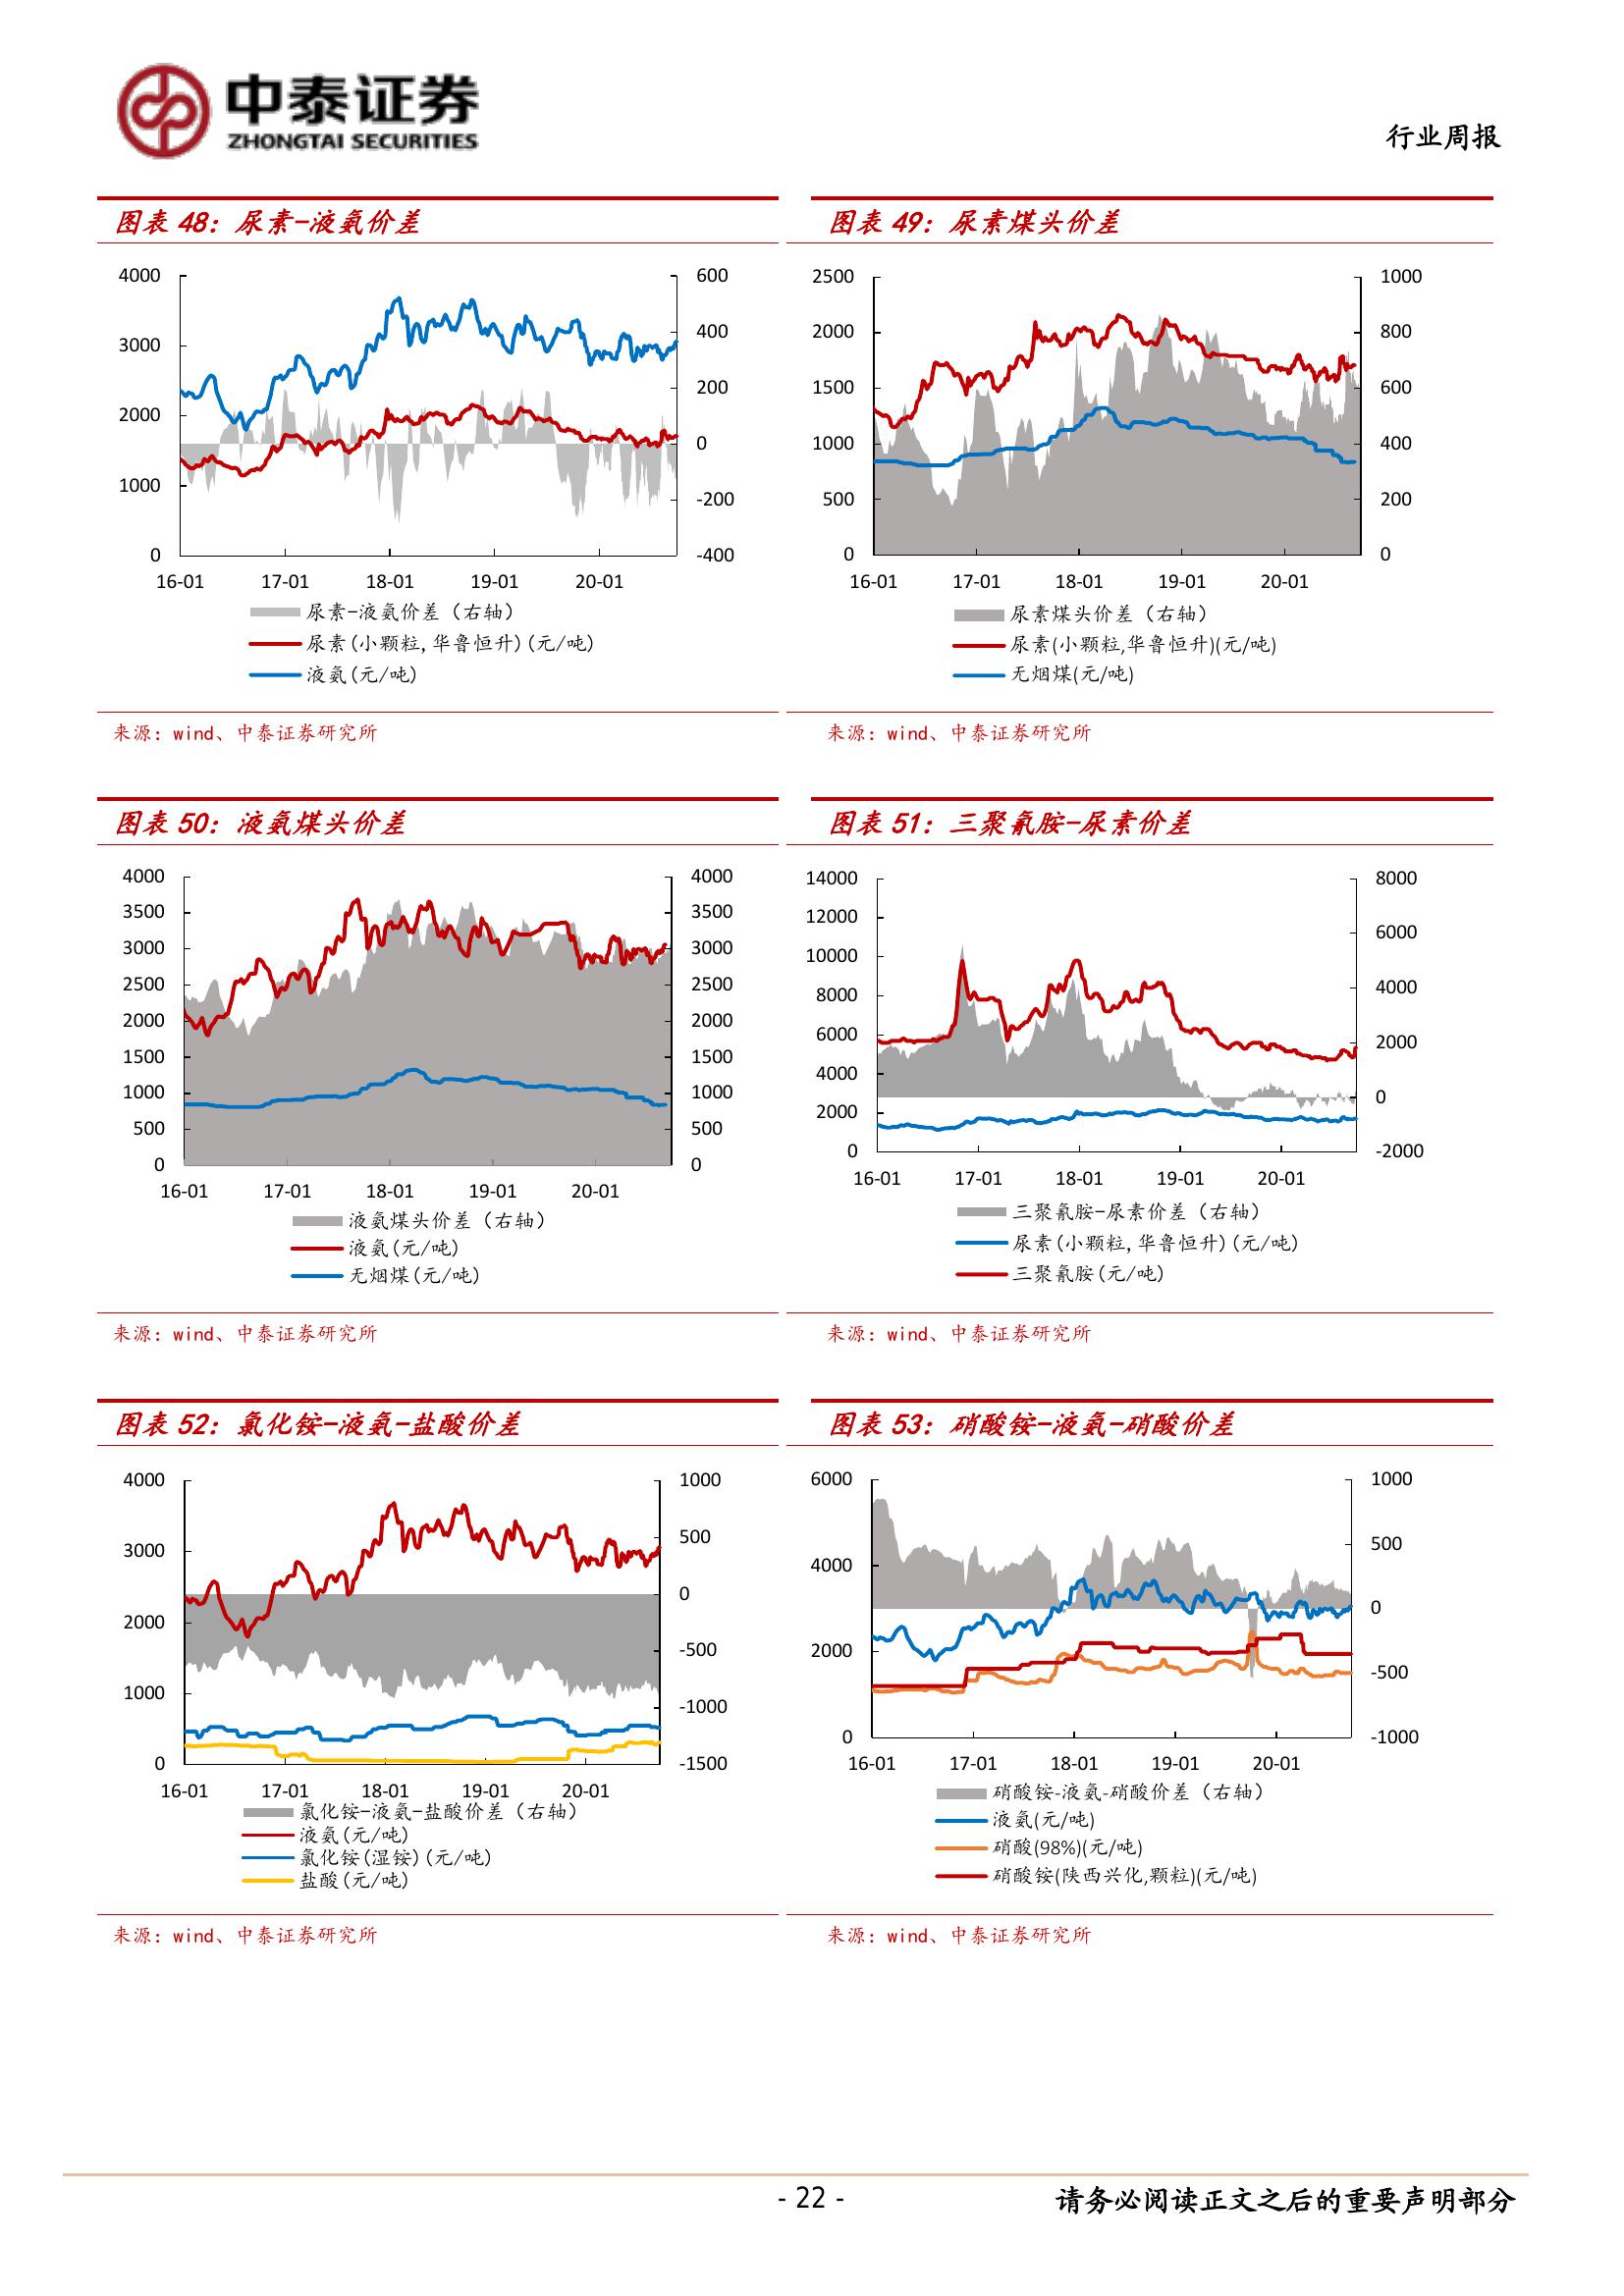 中泰证券
ZHONGTAI SECURITIES
行业周报
图表 48：尿素-液氨价差
4000
3000
2000
1000
0
600
400
200
0
-200
-400
16-01 17-01 18-01 19-01 20-01
尿素-液氨价差（右轴）
尿素(小颗粒,华鲁恒升)(元/吨)
液氨(元/吨)
来源：wind、中泰证券研究所
图表 49：尿素煤头价差
2500
2000
1500
1000
500
0
1000
800
600
400
200
0
16-01 17-01 18-01 19-01 20-01
尿素煤头价差（右轴）
尿素(小颗粒,华鲁恒升)(元/吨)
无烟煤(元/吨)
来源：wind、中泰证券研究所
图表 50：液氨煤头价差
4000
3500
3000
2500
2000
1500
1000
500
0
4000
3500
3000
2500
2000
1500
1000
500
0
16-01 17-01 18-01 19-01 20-01
液氨煤头价差（右轴）
液氨(元/吨)
无烟煤(元/吨)
来源：wind、中泰证券研究所
图表 51：三聚氰胺-尿素价差
14000
12000
10000
8000
6000
4000
2000
0
8000
6000
4000
2000
0
-2000
16-01 17-01 18-01 19-01 20-01
三聚氰胺-尿素价差（右轴）
尿素(小颗粒,华鲁恒升)(元/吨)
三聚氰胺(元/吨)
来源：wind、中泰证券研究所
图表 52：氯化铵-液氨-盐酸价差
4000
3000
2000
1000
0
1000
500
0
-500
-1000
-1500
16-01 17-01 18-01 19-01 20-01
氯化铵-液氨-盐酸价差（右轴）
液氨(元/吨)
氯化铵(湿铵)(元/吨)
盐酸(元/吨)
来源：wind、中泰证券研究所
图表 53：硝酸铵-液氨-硝酸价差
6000
4000
2000
0
1000
500
0
-500
-1000
16-01 17-01 18-01 19-01 20-01
硝酸铵-液氨-硝酸价差（右轴）
液氨(元/吨)
硝酸(98%)(元/吨)
硝酸铵(陕西兴化,颗粒)(元/吨)
来源：wind、中泰证券研究所
- 22 -
请务必阅读正文之后的重要声明部分